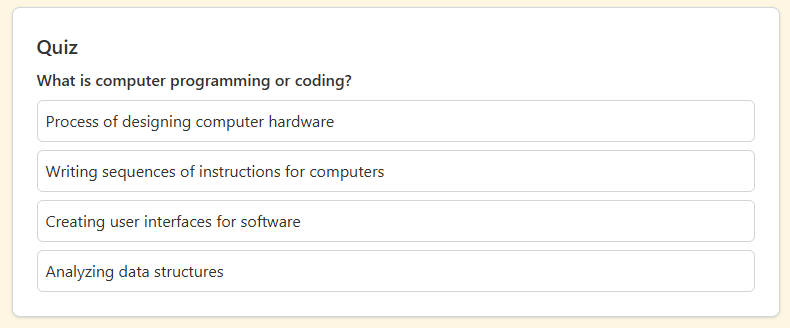 Quiz
What is computer programming or coding?
Process of designing computer hardware
Writing sequences of instructions for computers
Creating user interfaces for software
Analyzing data structures